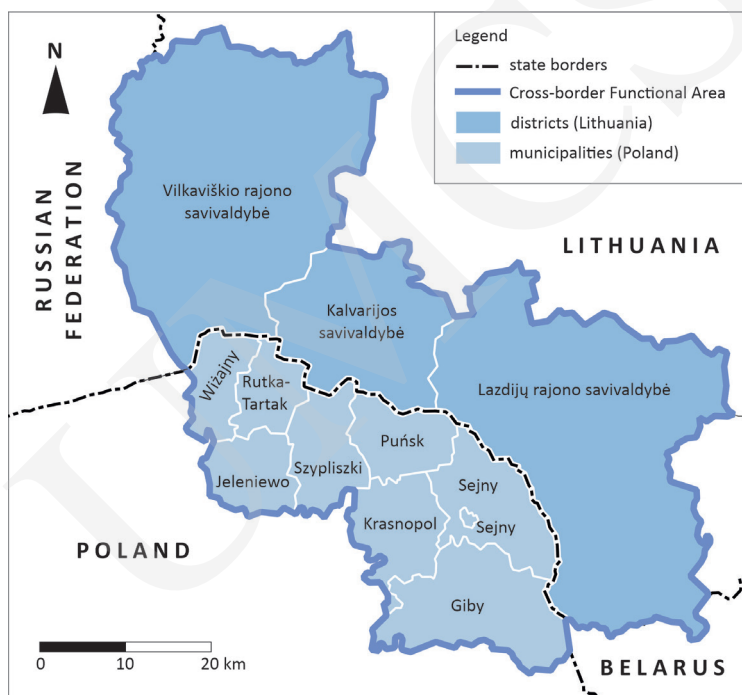 Legend
state borders
Cross-border Functional Area
districts (Lithuania)
municipalities (Poland)
N
RUSSIAN
FEDERATION
Vilkaviškio rajono
savivaldybė
LITHUANIA
Kalvarijos
savivaldybė
Lazdijų rajono savivaldybė
Wiżajny
Rutka-
Tartak
Puńsk
Szypliszki
Jeleniewo
Sejny
Krasnopol
Sejny
POLAND
Giby
0 10 20 km
BELARUS
UMCS